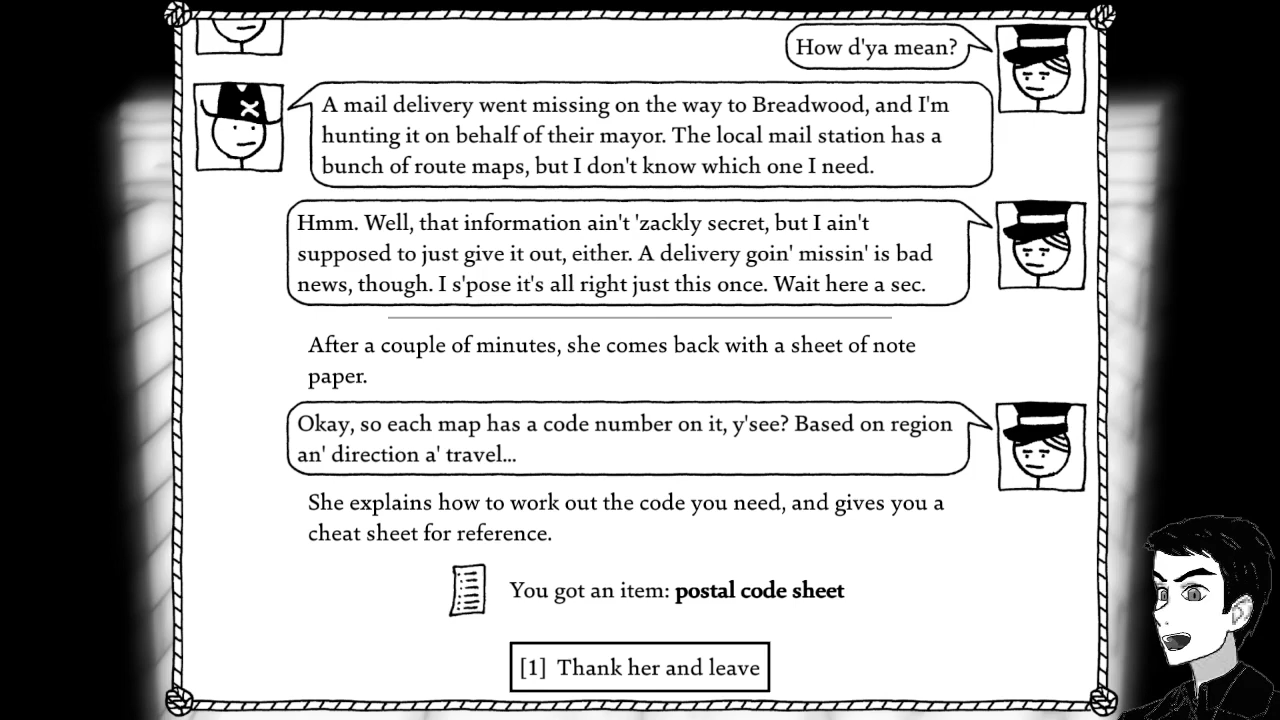 How d'ya mean?
A mail delivery went missing on the way to Breadwood, and I'm
hunting it on behalf of their mayor. The local mail station has a
bunch of route maps, but I don't know which one I need.
Hmm. Well, that information ain't 'zackly secret, but I ain't
supposed to just give it out, either. A delivery goin' missin' is bad
news, though. I s'pose it's all right just this once. Wait here a sec.
After a couple of minutes, she comes back with a sheet of note
paper.
Okay, so each map has a code number on it, y'see? Based on region
an' direction a' travel...
She explains how to work out the code you need, and gives you a
cheat sheet for reference.
You got an item: postal code sheet
[1] Thank her and leave